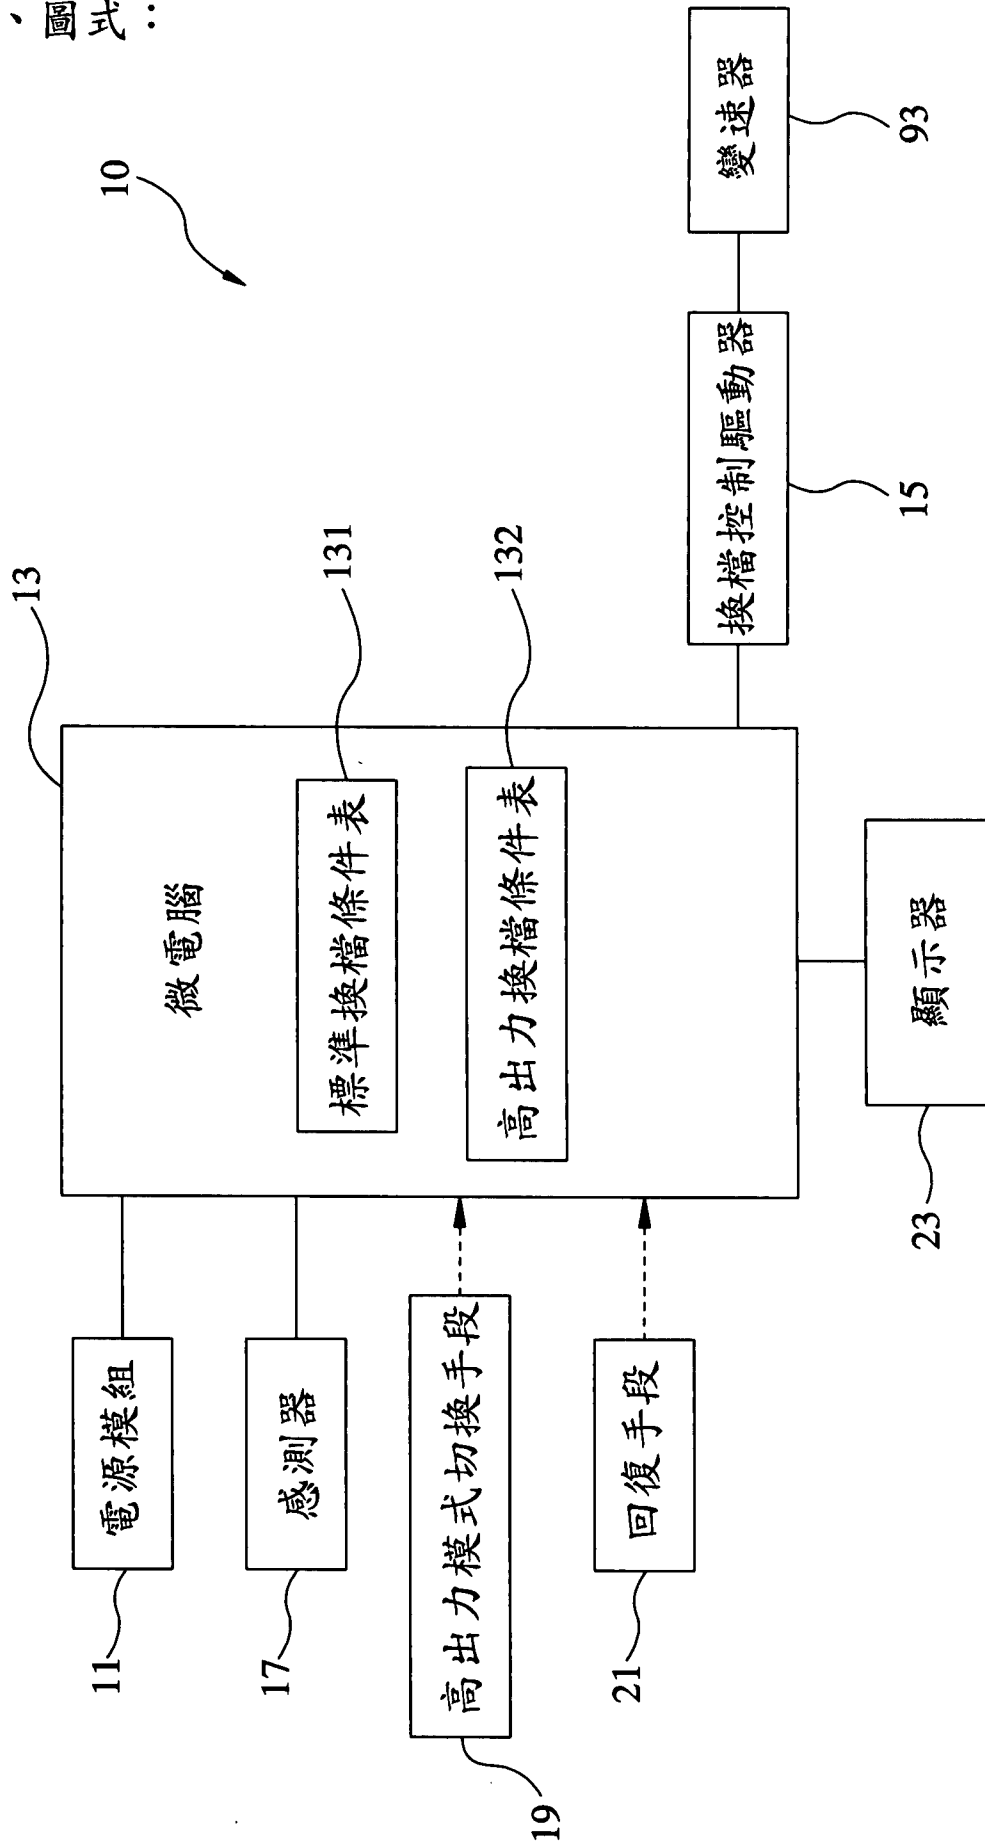 、圖式：
10
13
微電腦
131
標準換檔條件表
132
高出力換檔條件表
電源模組
11
感測器
17
高出力模式切換手段
19
回復手段
21
顯示器
23
換檔控制驅動器
15
變速器
93